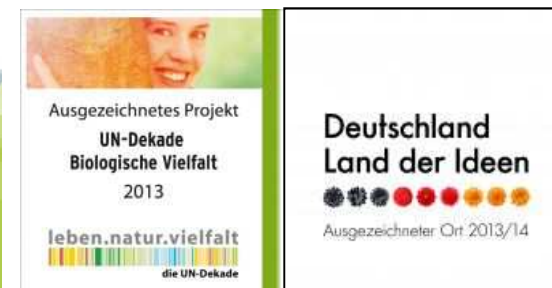 Ausgezeichnetes Projekt
UN-Dekade
Biologische Vielfalt
2013
leben.natur.vielfalt
die UN-Dekade
Deutschland
Land der Ideen
Ausgezeichneter Ort 2013/14